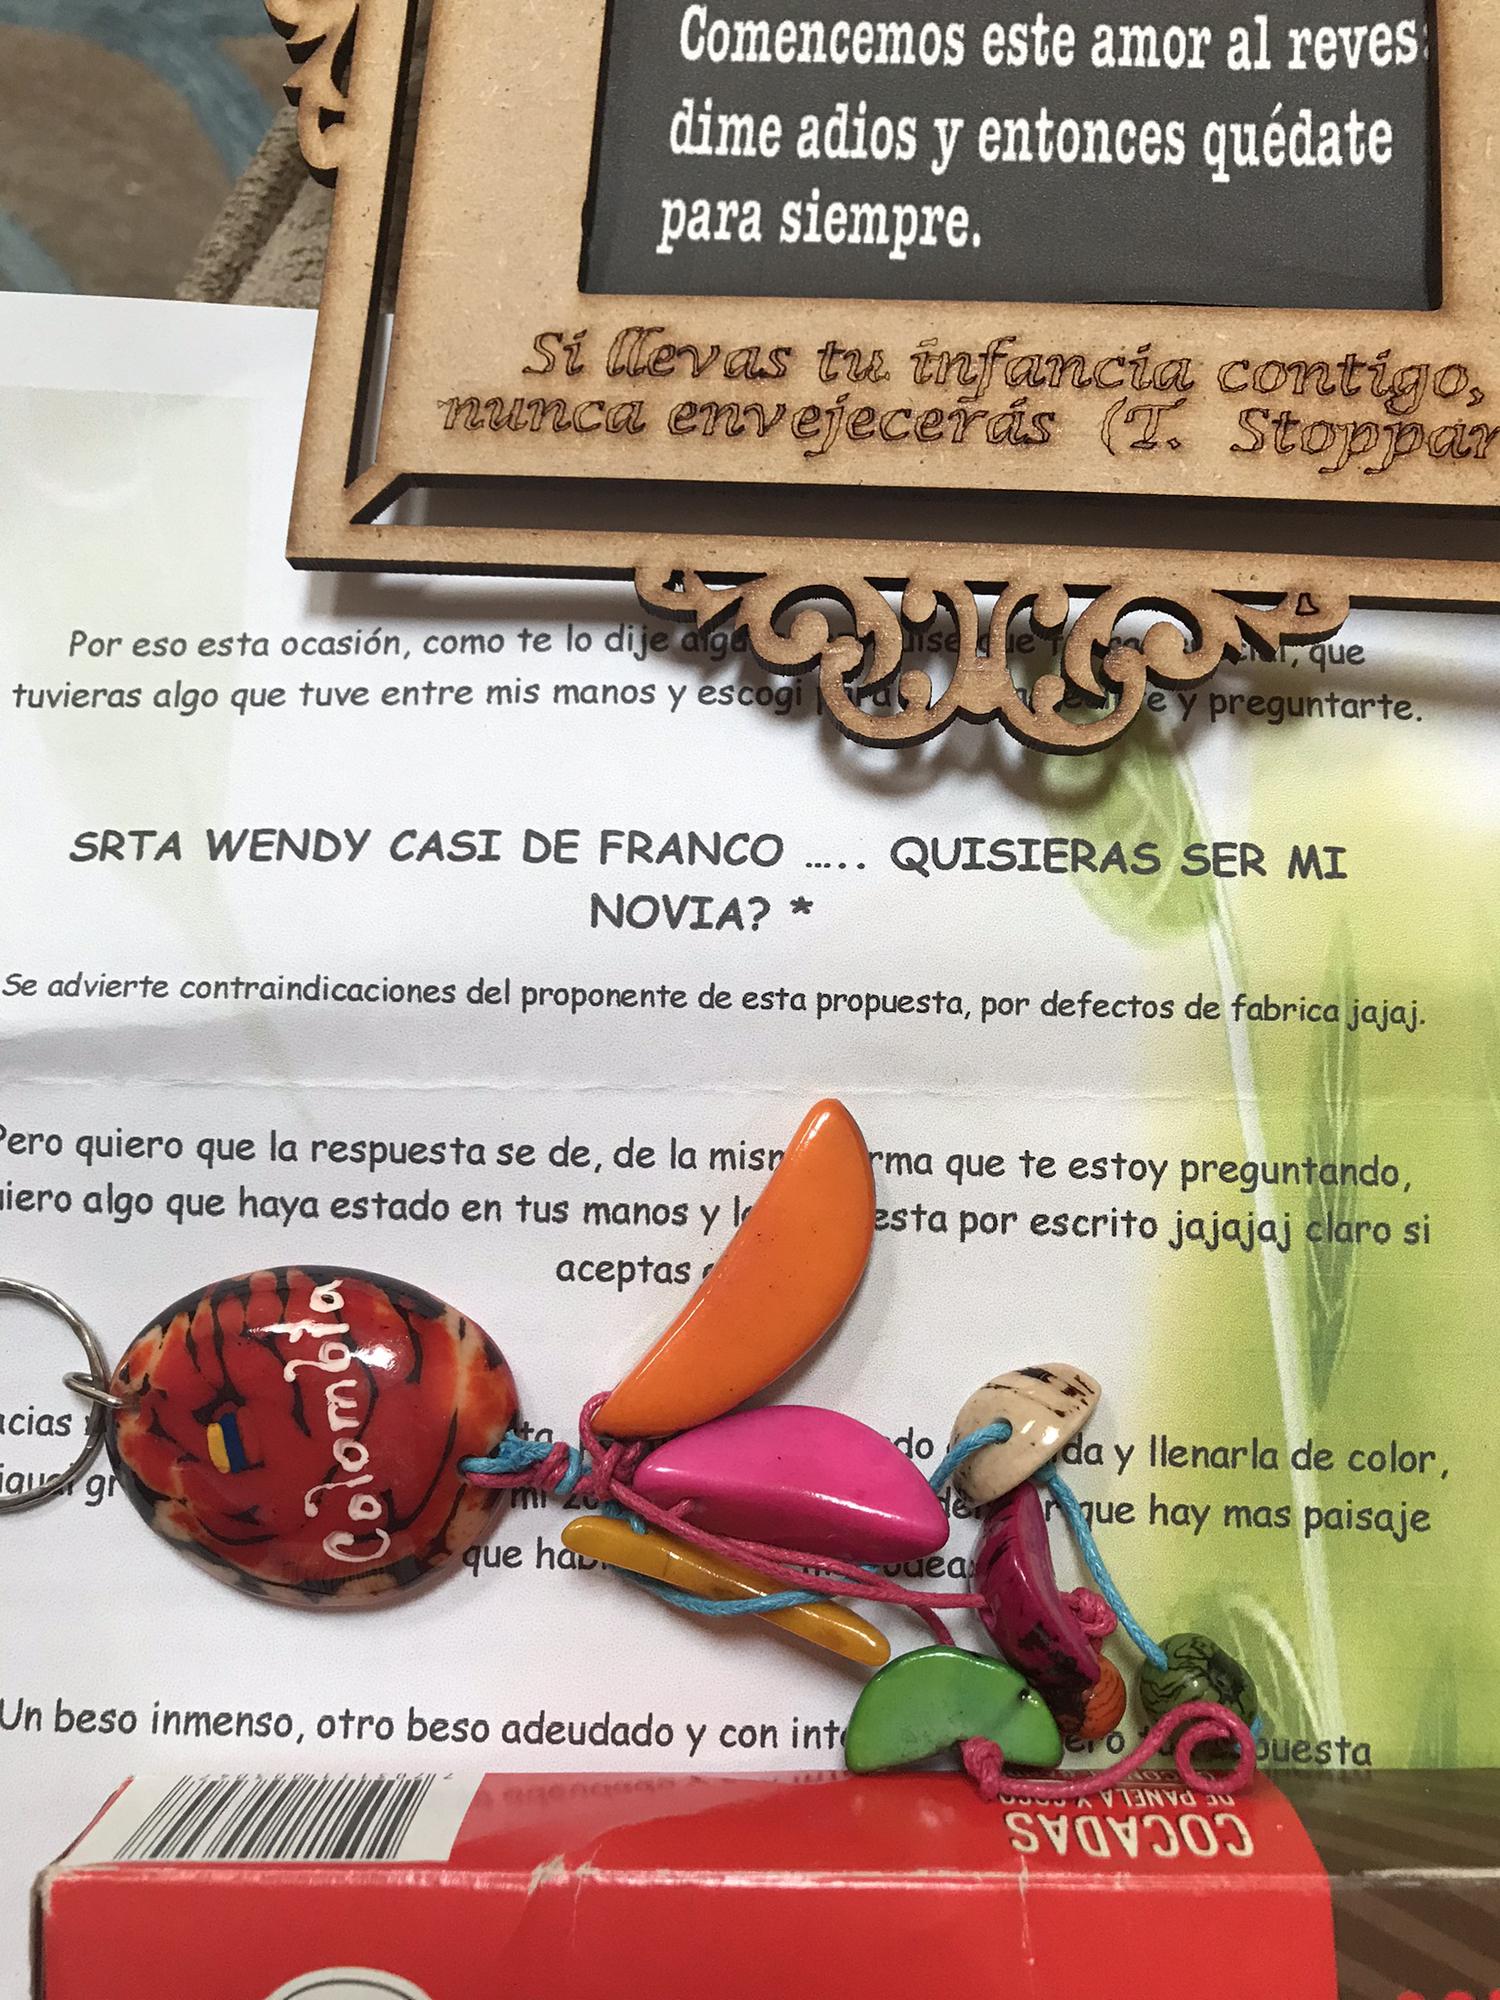 Comencemos este amor al reves:
dime adios y entonces quédate
para siempre.
Si llevas tu infancia contigo,
nunca envejecerás (T. Stoppar
Por eso esta ocasión, como te lo dije que
tuvieras algo que tuve entre mis manos y escogi y preguntarte.
SRTA WENDY CASI DE FRANCO ..... QUISIERAS SER MI
NOVIA? *
Se advierte contraindicaciones del proponente de esta propuesta, por defectos de fabrica jajaj.
Pero quiero que la respuesta se de, de la que te estoy preguntando,
algo que haya estado en tus manos y por escrito jajajaj claro si
aceptas
y llenarla de color,
que hay mas paisaje
que
Un beso inmenso, otro beso adeudado y con
Colombia
COCADAS
DE PANELA Y COCO